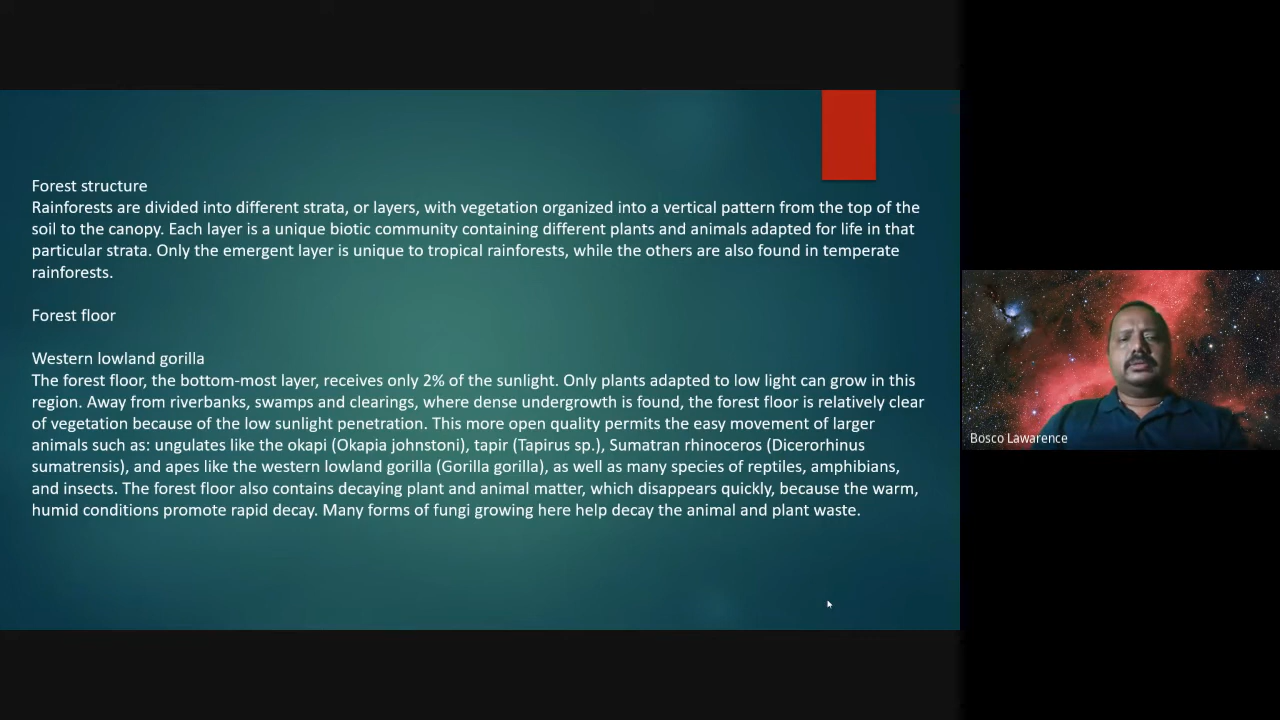 Forest structure
Rainforests are divided into different strata, or layers, with vegetation organized into a vertical pattern from the top of the
soil to the canopy. Each layer is a unique biotic community containing different plants and animals adapted for life in that
particular strata. Only the emergent layer is unique to tropical rainforests, while the others are also found in temperate
rainforests.
Forest floor
Western lowland gorilla
The forest floor, the bottom-most layer, receives only 2% of the sunlight. Only plants adapted to low light can grow in this
region. Away from riverbanks, swamps and clearings, where dense undergrowth is found, the forest floor is relatively clear
of vegetation because of the low sunlight penetration. This more open quality permits the easy movement of larger
animals such as: ungulates like the okapi (Okapia johnstoni), tapir (Tapirus sp.), Sumatran rhinoceros (Dicerorhinus
sumatrensis), and apes like the western lowland gorilla (Gorilla gorilla), as well as many species of reptiles, amphibians,
and insects. The forest floor also contains decaying plant and animal matter, which disappears quickly, because the warm,
humid conditions promote rapid decay. Many forms of fungi growing here help decay the animal and plant waste.
Bosco Lawarence